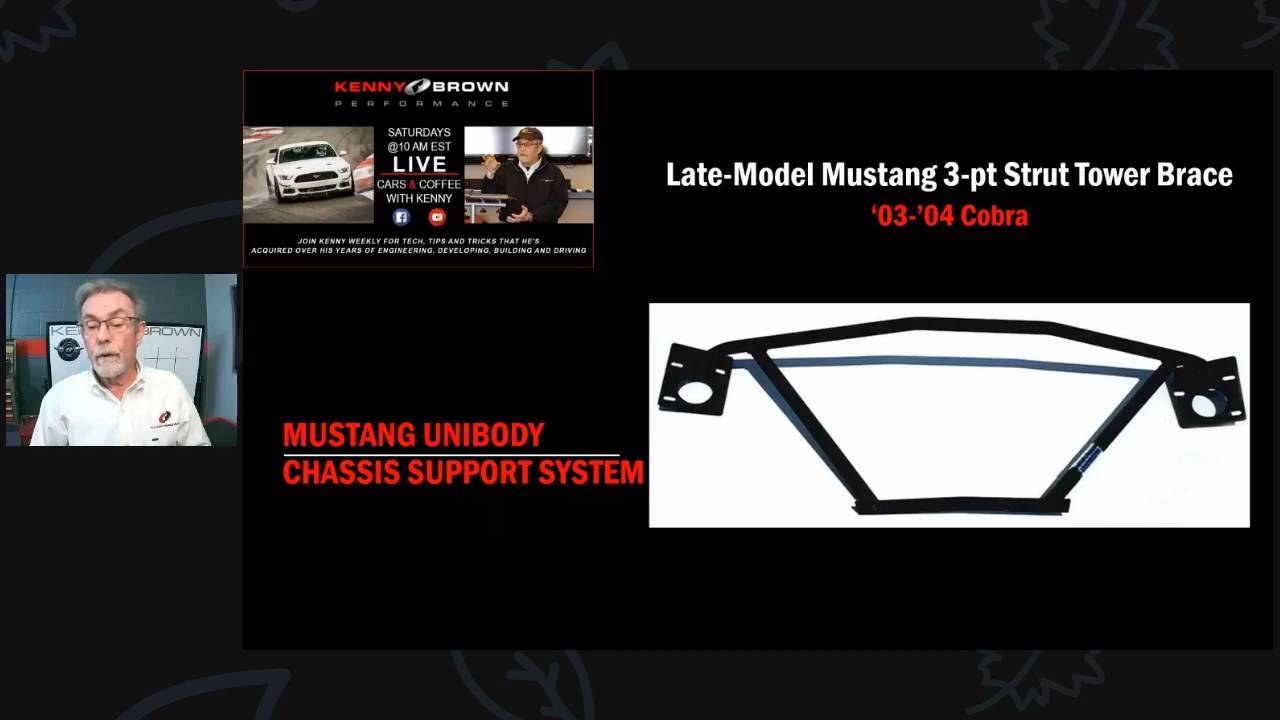 KENNY BROWN
PERFORMANCE
SATURDAYS
@10 AM EST
LIVE
CARS & COFFEE
WITH KENNY
JOIN KENNY WEEKLY FOR TECH, TIPS AND TRICKS THAT HE'S
ACQUIRED OVER HIS YEARS OF ENGINEERING, DEVELOPING, BUILDING AND DRIVING
Late-Model Mustang 3-pt Strut Tower Brace
‘03-’04 Cobra
KE
BROWN
MUSTANG UNIBODY
CHASSIS SUPPORT SYSTEM